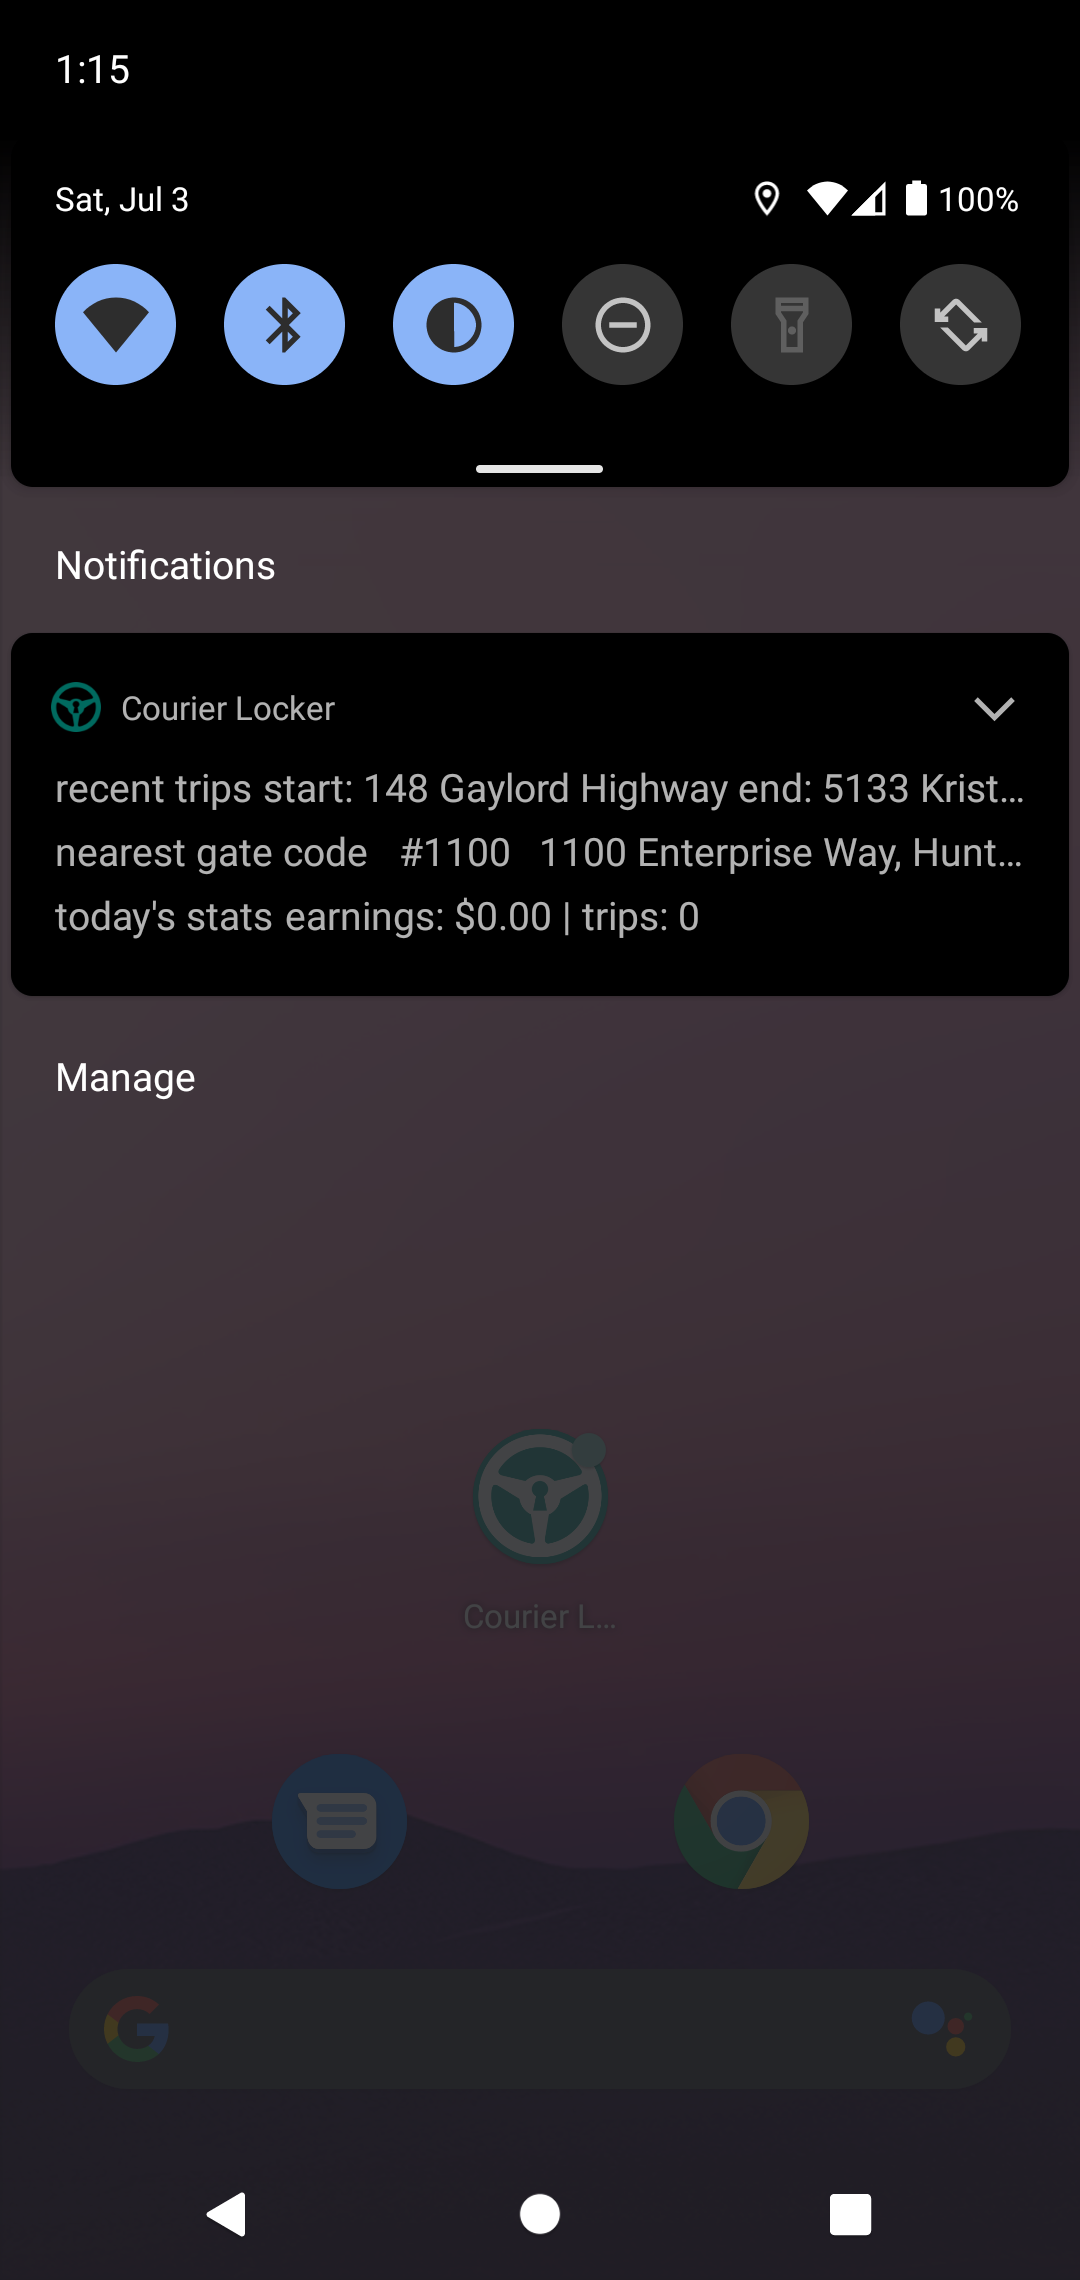 1:15
Sat, Jul 3
100%
Notifications
Courier Locker
recent trips start: 148 Gaylord Highway end: 5133 Krist...
nearest gate code #1100 1100 Enterprise Way, Hunt...
today's stats earnings: $0.00 | trips: 0
Manage
Courier L...